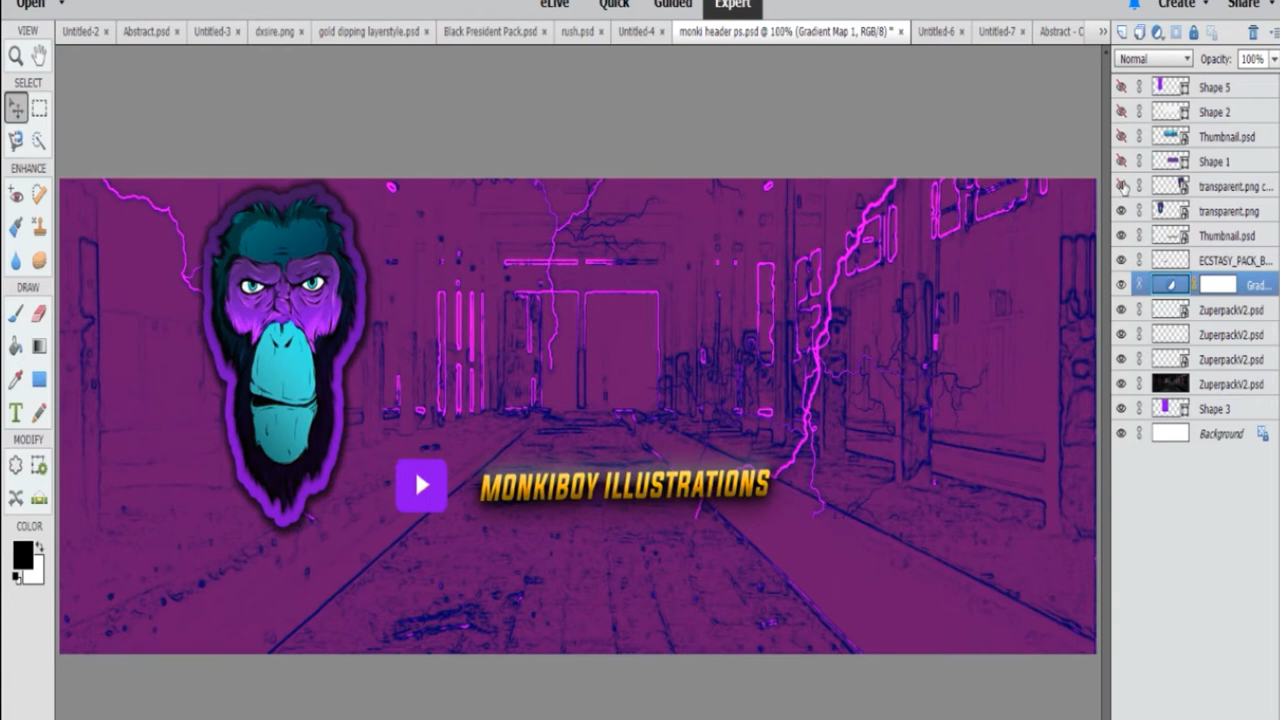 Open eLive Quick Guided Expert Create Share
VIEW Untitled-2 × Abstract.psd × Untitled-3 × dxsire.png × gold dipping layerstyle.psd × Black President Pack.psd × rush.psd × Untitled-4 × monki header ps.psd @ 100% (Gradient Map 1, RGB/8) * × Untitled-6 × Untitled-7 × Abstract - C »
Normal Opacity: 100%
SELECT
Shape 5
Shape 2
Thumbnail.psd
Shape 1
ENHANCE
transparent.png c...
transparent.png
Thumbnail.psd
ECSTASY_PACK_B...
Grad...
DRAW
ZuperpackV2.psd
ZuperpackV2.psd
ZuperpackV2.psd
ZuperpackV2.psd
Shape 3
T
Background
MODIFY
MONKIBOY ILLUSTRATIONS
COLOR